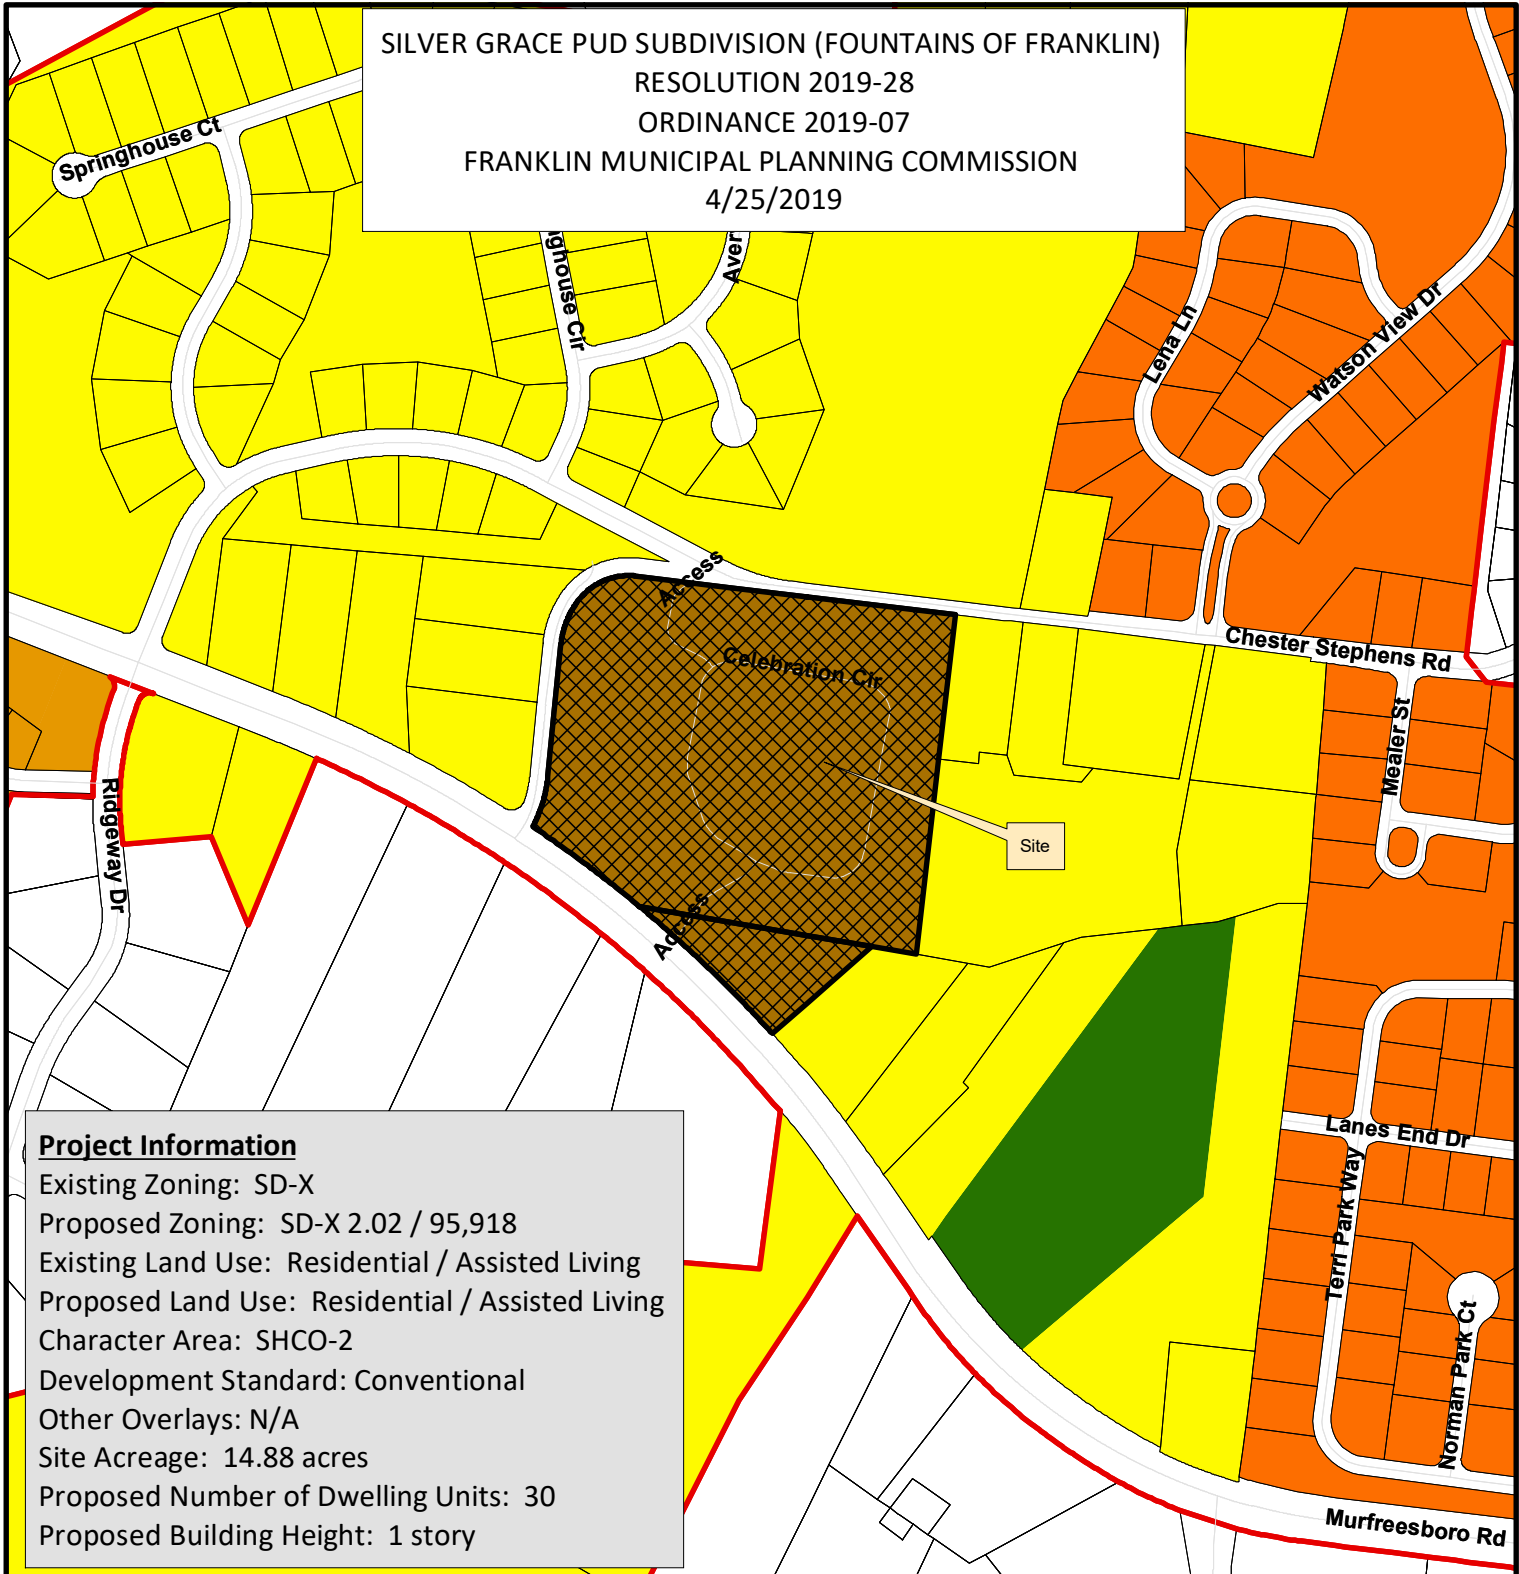 SILVER GRACE PUD SUBDIVISION (FOUNTAINS OF FRANKLIN)
RESOLUTION 2019-28
ORDINANCE 2019-07
FRANKLIN MUNICIPAL PLANNING COMMISSION
4/25/2019
Springhouse Ct
nghouse Cir
Aver
Lena Ln
Watson View Dr
Access
Celebration Cir
Chester Stephens Rd
Mealer St
Ridgeway Dr
Site
Access
Lanes End Dr
Terri Park Way
Norman Park Ct
Murfreesboro Rd
Project Information
Existing Zoning: SD-X
Proposed Zoning: SD-X 2.02 / 95,918
Existing Land Use: Residential / Assisted Living
Proposed Land Use: Residential / Assisted Living
Character Area: SHCO-2
Development Standard: Conventional
Other Overlays: N/A
Site Acreage: 14.88 acres
Proposed Number of Dwelling Units: 30
Proposed Building Height: 1 story